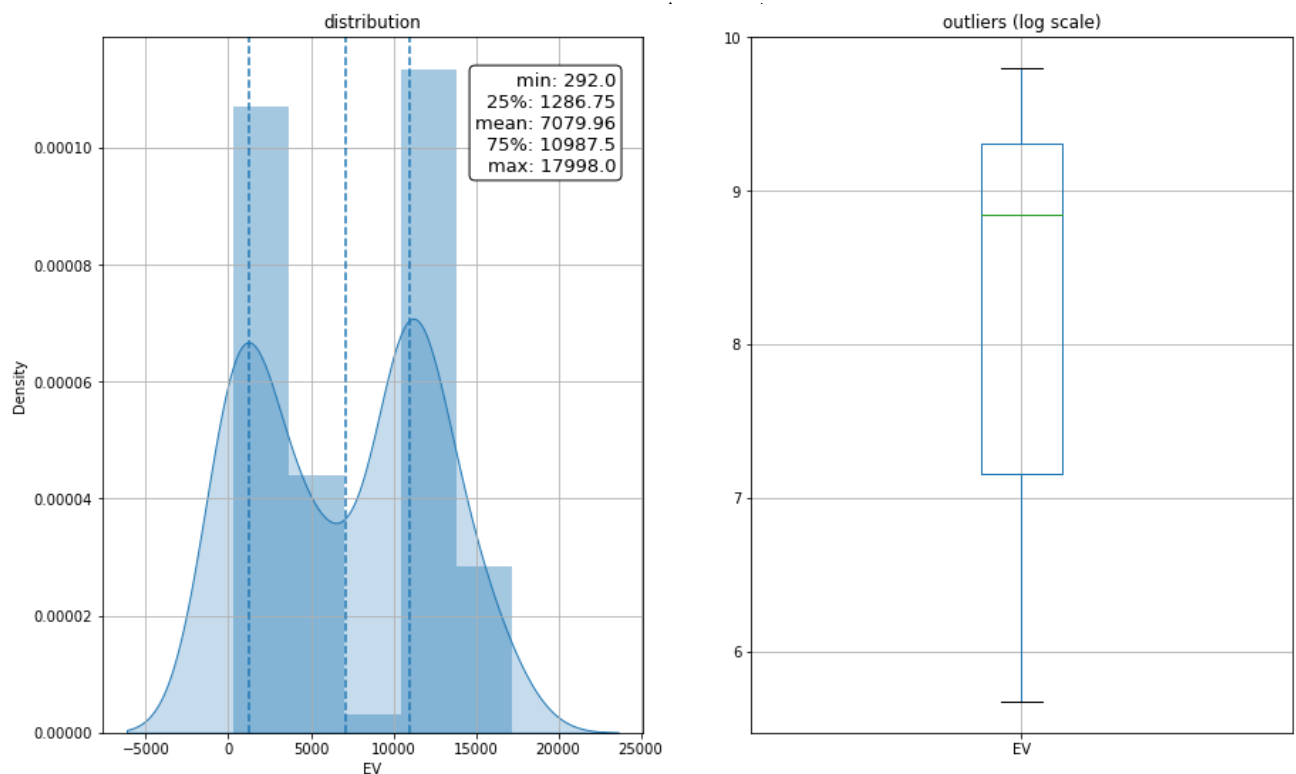 distribution
min: 292.0
25%: 1286.75
mean: 7079.96
75%: 10987.5
max: 17998.0
0.00010
0.00008
0.00006
0.00004
0.00002
0.00000
Density
−5000 0 5000 10000 15000 20000 25000
EV
outliers (log scale)
10
9
8
7
6
EV